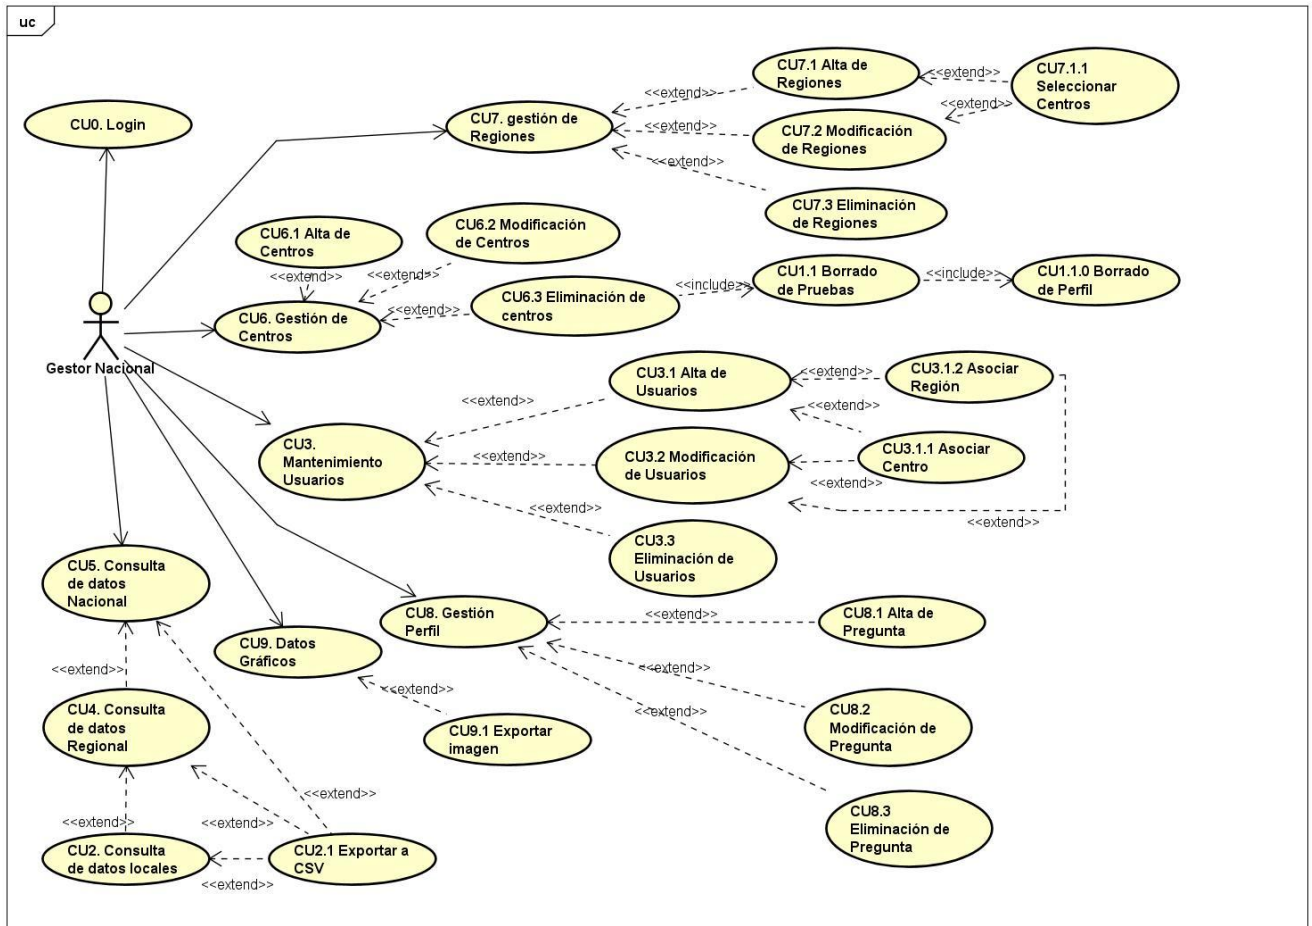 uc
CU7.1 Alta de
Regiones
<<extend>>
CU7.1.1
Seleccionar
Centros
<<extend>>
<<extend>>
CU0. Login
CU7. gestión de
Regiones
<<extend>>
CU7.2 Modificación
de Regiones
<<extend>>
CU7.3 Eliminación
de Regiones
CU6.1 Alta de
Centros
CU6.2 Modificación
de Centros
<<extend>>
<<extend>>
CU1.1 Borrado
de Pruebas
<<include>>
CU1.1.0 Borrado
de Perfil
<<include>>
CU6.3 Eliminación de
centros
<<extend>>
CU6. Gestión de
Centros
Gestor Nacional
CU3.1 Alta de
Usuarios
<<extend>>
CU3.1.2 Asociar
Región
<<extend>>
<<extend>>
CU3.
Mantenimiento
Usuarios
<<extend>>
CU3.2 Modificación
de Usuarios
CU3.1.1 Asociar
Centro
<<extend>>
<<extend>>
<<extend>>
CU3.3
Eliminación de
Usuarios
CU5. Consulta
de datos
Nacional
CU8. Gestión
Perfil
<<extend>>
CU8.1 Alta de
Pregunta
CU9. Datos
Gráficos
<<extend>>
<<extend>>
<<extend>>
<<extend>>
CU4. Consulta
de datos
Regional
CU9.1 Exportar
imagen
CU8.2
Modificación de
Pregunta
<<extend>>
<<extend>>
<<extend>>
CU8.3
Eliminación de
Pregunta
CU2. Consulta
de datos locales
CU2.1 Exportar a
CSV
<<extend>>